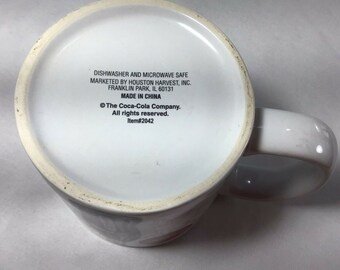 DISHWASHER AND MICROWAVE SAFE
MARKETED BY HOUSTON HARVEST, INC.
FRANKLIN PARK, IL 60131
MADE IN CHINA
© The Coca-Cola Company.
All rights reserved.
Item#2042